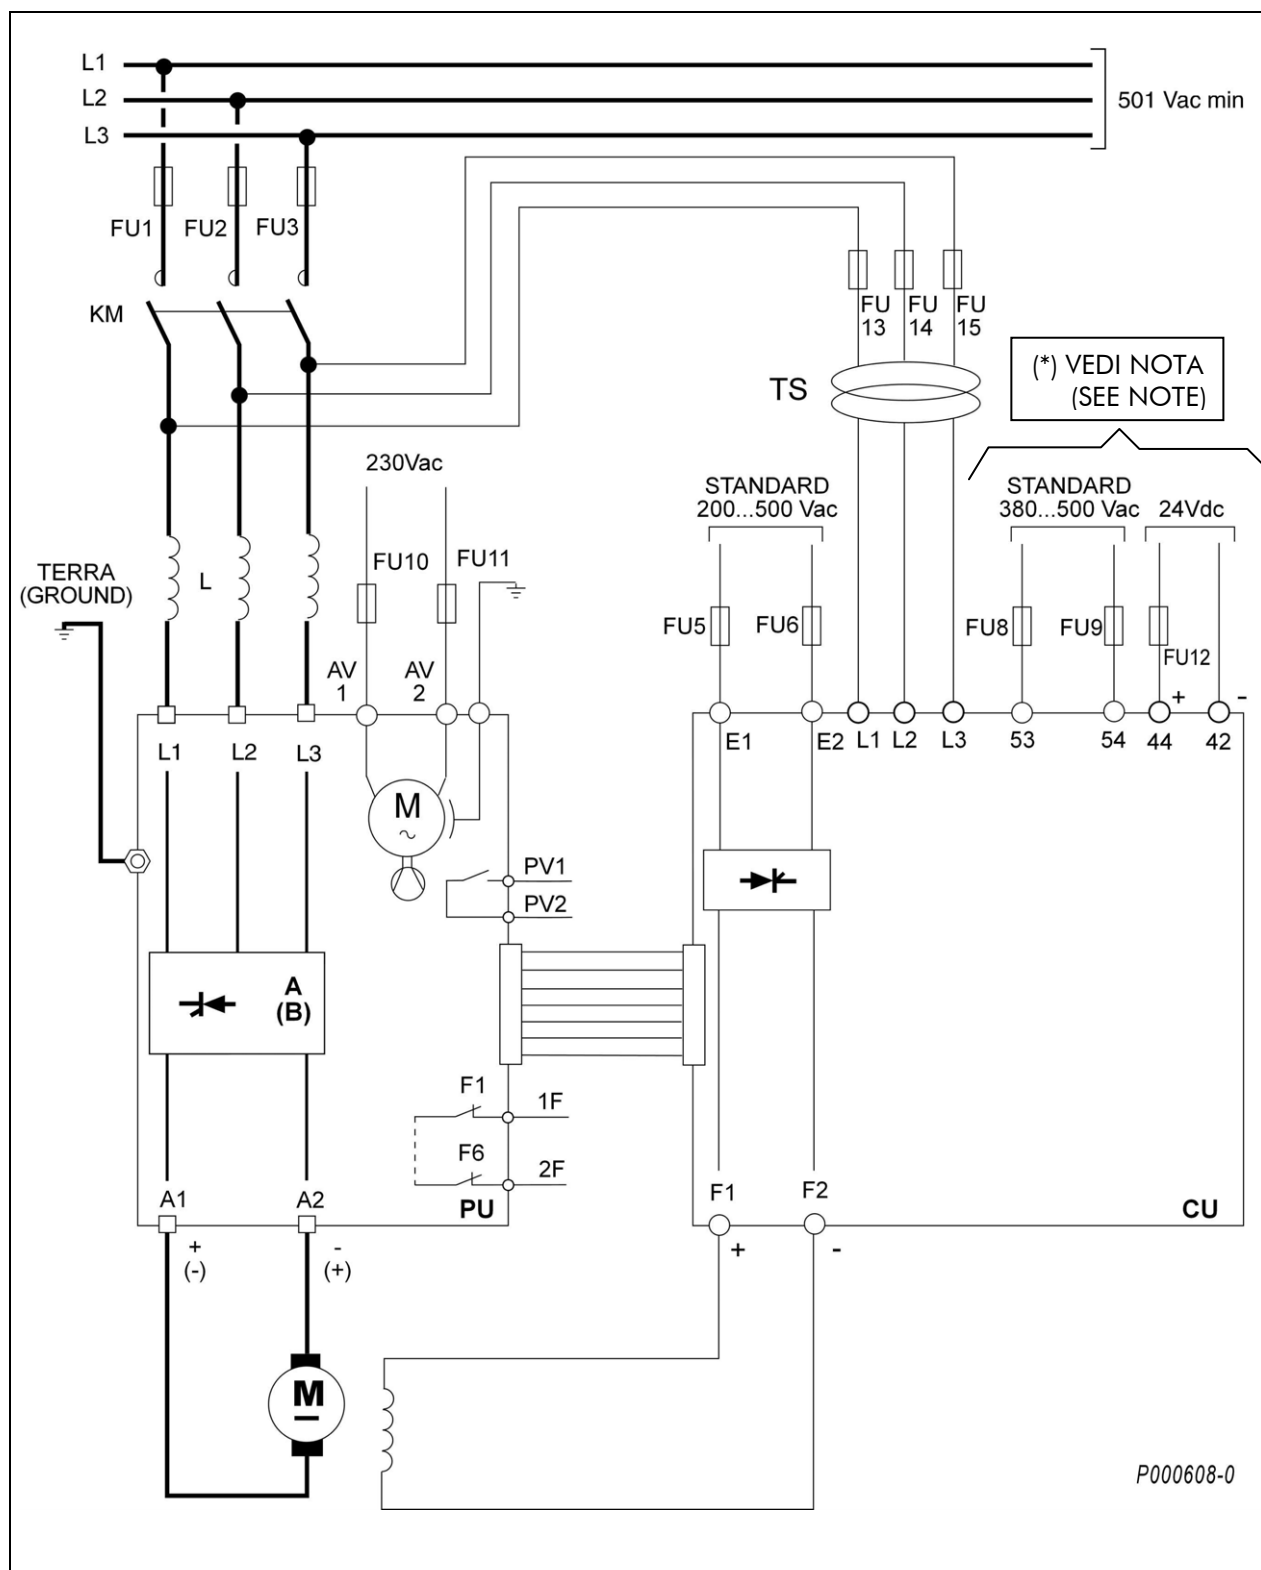 L1
L2
501 Vac min
L3
FU1
FU2
FU3
KM
FU
13
FU
14
FU
15
TS
(*) VEDI NOTA
(SEE NOTE)
230Vac
STANDARD
200...500 Vac
STANDARD
380...500 Vac
24Vdc
TERRA
(GROUND)
L
FU10
FU11
FU5
FU6
FU8
FU9
FU12
AV
1
AV
2
+
-
L1
L2
L3
E1
E2
L1
L2
L3
53
54
44
42
M
~
PV1
PV2
A
(B)
F1
1F
F6
2F
A1
A2
PU
F1
F2
CU
+
(-)
-
(+)
+
-
M
P000608-0